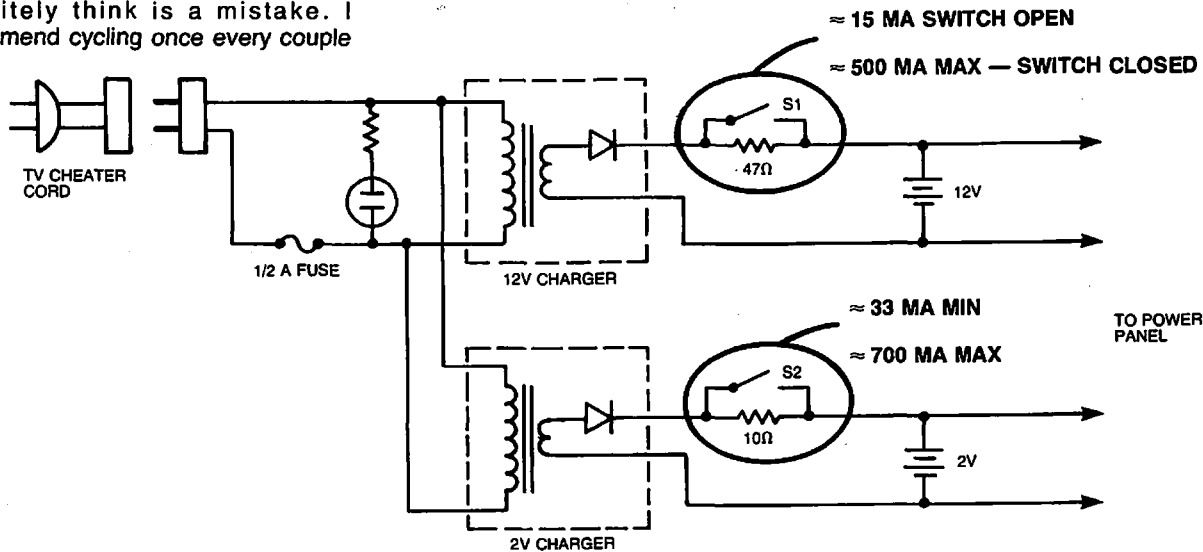 itely think is a mistake. I
mend cycling once every couple
≈ 15 MA SWITCH OPEN
≈ 500 MA MAX — SWITCH CLOSED
S1
47Ω
TV CHEATER
CORD
12V
1/2 A FUSE
12V CHARGER
≈ 33 MA MIN
≈ 700 MA MAX
TO POWER
PANEL
S2
10Ω
2V
2V CHARGER